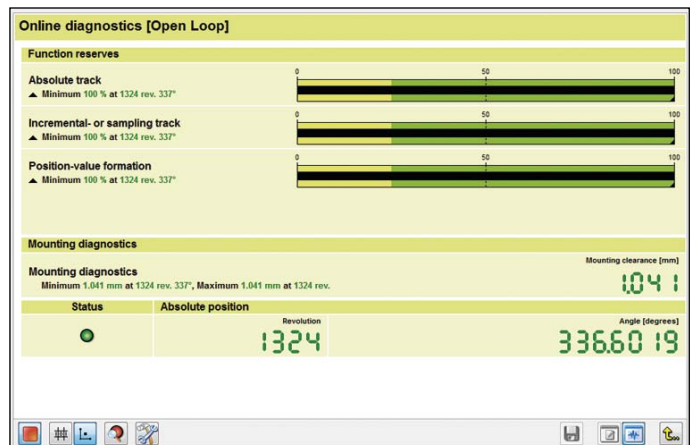 Online diagnostics [Open Loop]
Function reserves
Absolute track
Minimum 100 % at 1324 rev. 337°
0 50 100
Incremental- or sampling track
Minimum 100 % at 1324 rev. 337°
0 50 100
Position-value formation
Minimum 100 % at 1324 rev. 337°
0 50 100
Mounting diagnostics
Mounting diagnostics
Minimum 1.041 mm at 1324 rev. 337°, Maximum 1.041 mm at 1324 rev.
Mounting clearance [mm]
1.041
Status Absolute position
Revolution
1324
Angle [degrees]
336.6019